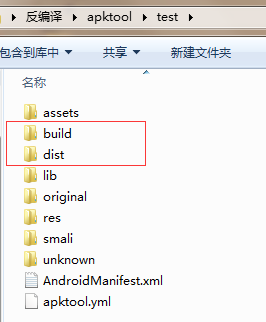 反编译 ▸ apktool ▸ test ▸
包含到库中 ▾ 共享 ▾ 新建文件夹
名称
assets
build
dist
lib
original
res
smali
unknown
AndroidManifest.xml
apktool.yml